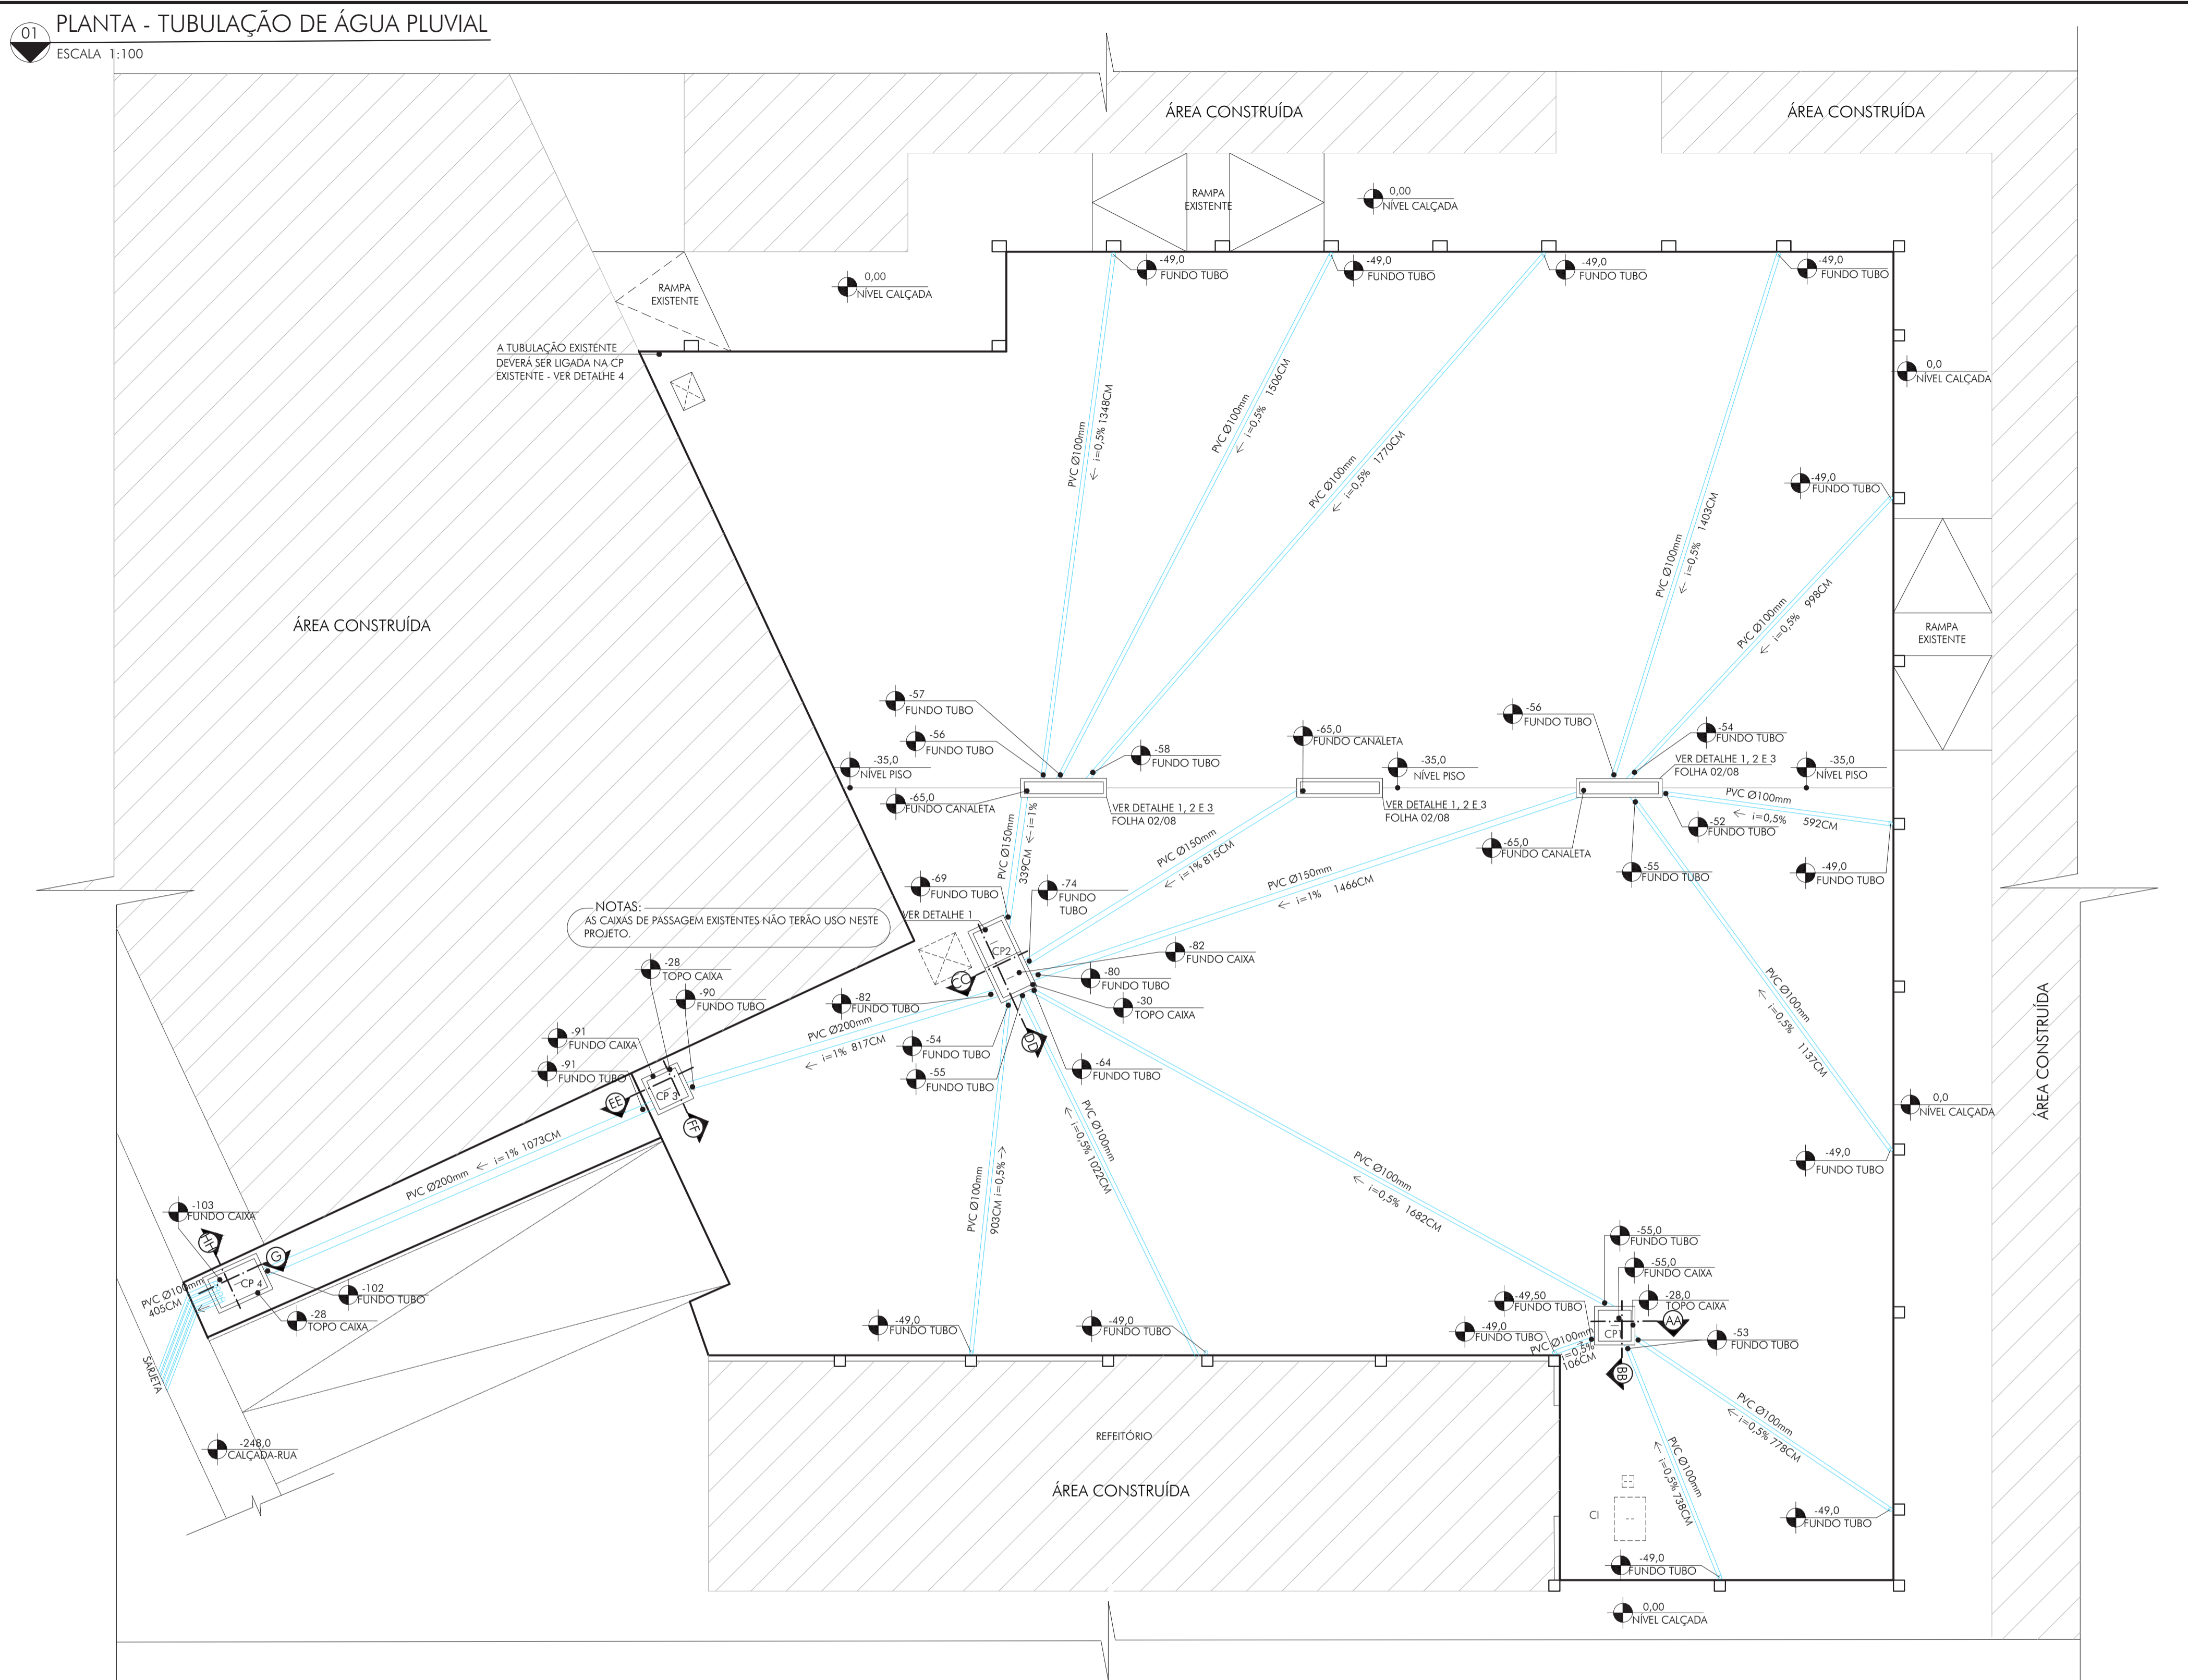 01
PLANTA - TUBULAÇÃO DE ÁGUA PLUVIAL
ESCALA 1:100
ÁREA CONSTRUÍDA
ÁREA CONSTRUÍDA
RAMPA
EXISTENTE
0,00
NÍVEL CALÇADA
0,00
NÍVEL CALÇADA
RAMPA
EXISTENTE
-49,0
FUNDO TUBO
-49,0
FUNDO TUBO
-49,0
FUNDO TUBO
-49,0
FUNDO TUBO
A TUBULAÇÃO EXISTENTE
DEVERÁ SER LIGADA NA CP
EXISTENTE - VER DETALHE 4
0,0
NÍVEL CALÇADA
PVC Ø100mm
i=0,5% 1348CM
PVC Ø100mm
i=0,5% 1506CM
PVC Ø100mm
i=0,5% 1770CM
PVC Ø100mm
i=0,5% 1403CM
-49,0
FUNDO TUBO
PVC Ø100mm
i=0,5% 998CM
ÁREA CONSTRUÍDA
RAMPA
EXISTENTE
-57
FUNDO TUBO
-56
FUNDO TUBO
-58
FUNDO TUBO
-65,0
FUNDO CANALETA
-56
FUNDO TUBO
-54
FUNDO TUBO
-35,0
NÍVEL PISO
-35,0
NÍVEL PISO
VER DETALHE 1, 2 E 3
FOLHA 02/08
-35,0
NÍVEL PISO
-65,0
FUNDO CANALETA
VER DETALHE 1, 2 E 3
FOLHA 02/08
VER DETALHE 1, 2 E 3
FOLHA 02/08
PVC Ø100mm
i=0,5% 592CM
-52
FUNDO TUBO
-65,0
FUNDO CANALETA
-55
FUNDO TUBO
-49,0
FUNDO TUBO
PVC Ø150mm
339CM i=1%
PVC Ø150mm
i=1% 815CM
PVC Ø150mm
i=1% 1466CM
-69
FUNDO TUBO
-74
FUNDO
TUBO
VER DETALHE 1
NOTAS:
AS CAIXAS DE PASSAGEM EXISTENTES NÃO TERÃO USO NESTE
PROJETO.
CP2
CC
DD
-82
FUNDO CAIXA
-80
FUNDO TUBO
-30
TOPO CAIXA
-28
TOPO CAIXA
-90
FUNDO TUBO
-82
FUNDO TUBO
PVC Ø200mm
i=1% 817CM
-54
FUNDO TUBO
-55
FUNDO TUBO
-64
FUNDO TUBO
-91
FUNDO CAIXA
-91
FUNDO TUBO
CP 3
EE
FF
PVC Ø100mm
i=0,5% 1137CM
ÁREA CONSTRUÍDA
0,0
NÍVEL CALÇADA
-49,0
FUNDO TUBO
PVC Ø200mm i=1% 1073CM
PVC Ø100mm
903CM i=0,5%
PVC Ø100mm
i=0,5% 1022CM
PVC Ø100mm
i=0,5% 1682CM
-103
FUNDO CAIXA
HH
G
CP 4
PVC Ø100mm
405CM
-102
FUNDO TUBO
-28
TOPO CAIXA
SARJETA
-55,0
FUNDO TUBO
-55,0
FUNDO CAIXA
-28,0
TOPO CAIXA
-49,50
FUNDO TUBO
-49,0
FUNDO TUBO
-49,0
FUNDO TUBO
-49,0
FUNDO TUBO
CP1
AA
BB
-53
FUNDO TUBO
PVC Ø100mm
i=0,5%
106CM
PVC Ø100mm
i=0,5% 778CM
PVC Ø100mm
i=0,5% 738CM
REFEITÓRIO
ÁREA CONSTRUÍDA
-248,0
CALÇADA-RUA
CI
-49,0
FUNDO TUBO
-49,0
FUNDO TUBO
0,00
NÍVEL CALÇADA